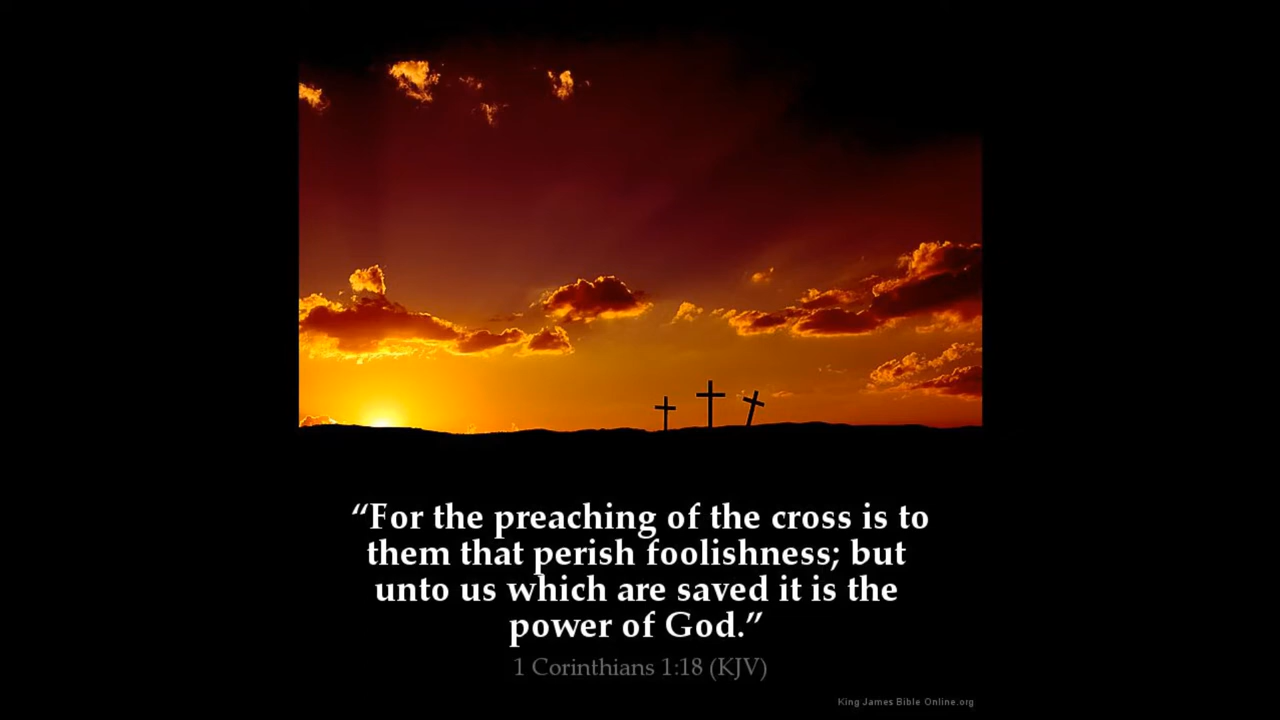 “For the preaching of the cross is to
them that perish foolishness; but
unto us which are saved it is the
power of God.”
1 Corinthians 1:18 (KJV)
King James Bible Online.org